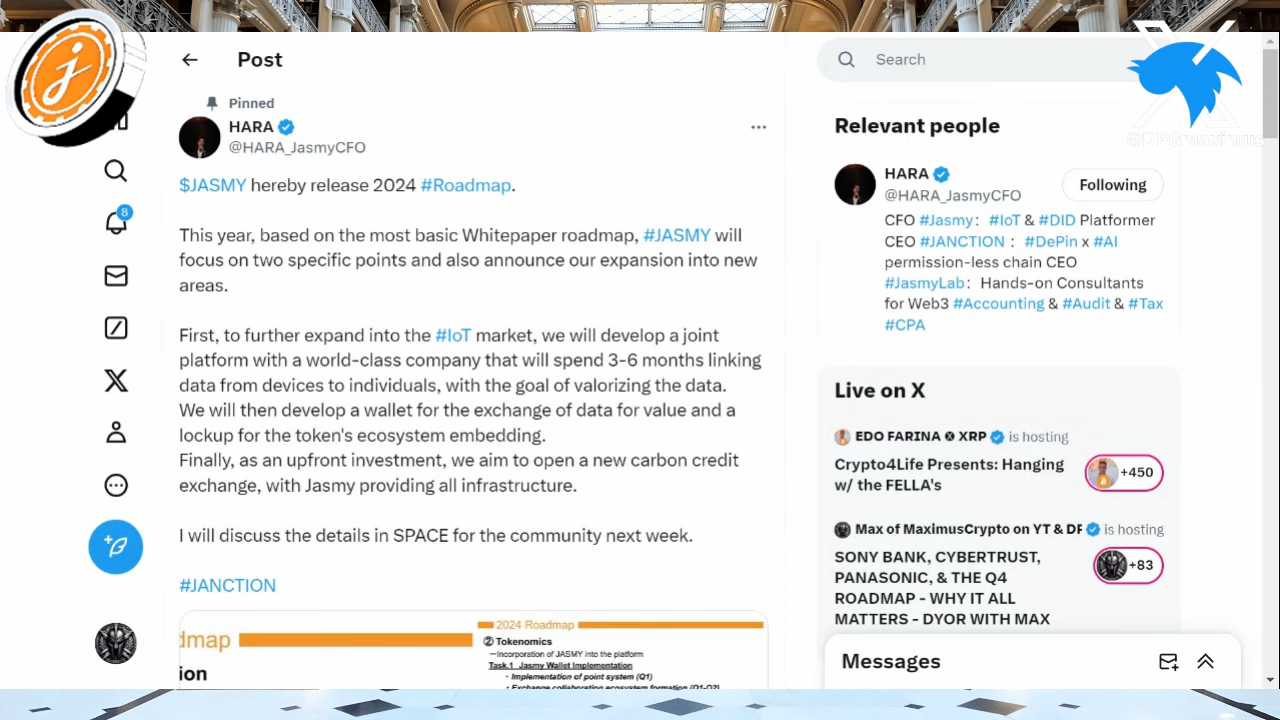 Post
Search
@DPGmaximus
Pinned
HARA
@HARA_JasmyCFO
$JASMY hereby release 2024 #Roadmap.
This year, based on the most basic Whitepaper roadmap, #JASMY will
focus on two specific points and also announce our expansion into new
areas.
First, to further expand into the #IoT market, we will develop a joint
platform with a world-class company that will spend 3-6 months linking
data from devices to individuals, with the goal of valorizing the data.
We will then develop a wallet for the exchange of data for value and a
lockup for the token's ecosystem embedding.
Finally, as an upfront investment, we aim to open a new carbon credit
exchange, with Jasmy providing all infrastructure.
I will discuss the details in SPACE for the community next week.
#JANCTION
dmap
ion
2024 Roadmap
② Tokenomics
—Incorporation of JASMY into the platform
Task.1 Jasmy Wallet Implementation
・Implementation of point system (Q1)
・Exchange collaborating ecosystem formation (Q1-Q2)
8
Relevant people
HARA
@HARA_JasmyCFO
Following
CFO #Jasmy： #IoT & #DID Platformer
CEO #JANCTION： #DePin x #AI
permission-less chain CEO
#JasmyLab： Hands-on Consultants
for Web3 #Accounting & #Audit & #Tax
#CPA
Live on X
EDO FARINA XRP is hosting
Crypto4Life Presents: Hanging
w/ the FELLA's
+450
Max of MaximusCrypto on YT & DF is hosting
SONY BANK, CYBERTRUST,
PANASONIC, & THE Q4
ROADMAP - WHY IT ALL
MATTERS - DYOR WITH MAX
+83
Messages